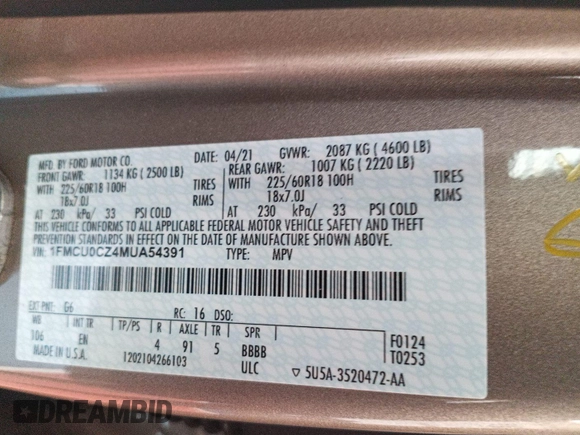 MFD. BY FORD MOTOR CO.
DATE: 04/21 GVWR: 2087 KG ( 4600 LB)
FRONT GAWR: 1134 KG ( 2500 LB) REAR GAWR: 1007 KG ( 2220 LB)
WITH 225/60R18 100H TIRES WITH 225/60R18 100H TIRES
18x7.0J RIMS 18x7.0J RIMS
AT 230 kPa/ 33 PSI COLD AT 230 kPa/ 33 PSI COLD
THIS VEHICLE CONFORMS TO ALL APPLICABLE FEDERAL MOTOR VEHICLE SAFETY AND THEFT
PREVENTION STANDARDS IN EFFECT ON THE DATE OF MANUFACTURE SHOWN ABOVE.
VIN: 1FMCU0CZ4MUA54391 TYPE: MPV
EXT PNT: G6 RC: 16 DSO:
WB INT TR TP/PS R AXLE TR SPR
106 EN 4 91 5 BBBB
F0124
T0253
MADE IN U.S.A. 1202104266103 ULC
▽ 5U5A-3520472-AA
DREAMBID